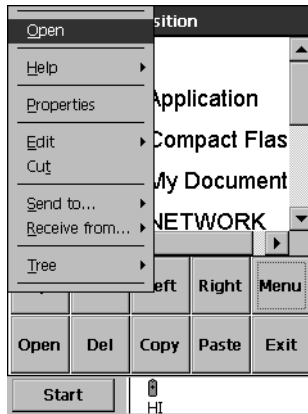 sition
Open
Help
Properties
Edit
Cut
Send to...
Receive from...
Tree
Application
Compact Flas
My Document
NETWORK
eft
Right
Menu
Open
Del
Copy
Paste
Exit
Start
HI